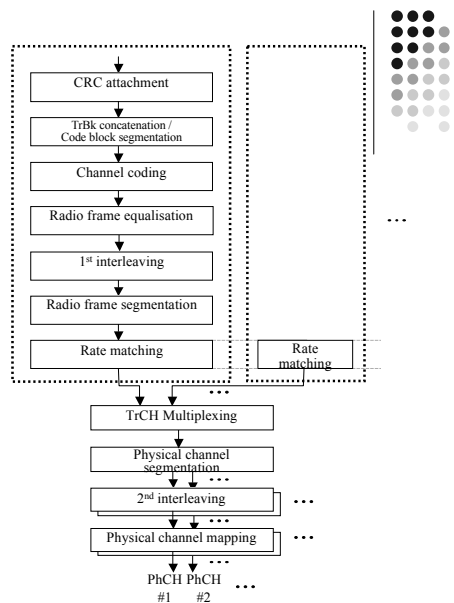 CRC attachment
TrBk concatenation /
Code block segmentation
Channel coding
Radio frame equalisation
1st interleaving
Radio frame segmentation
Rate matching
Rate
matching
...
...
TrCH Multiplexing
Physical channel
segmentation
...
2nd interleaving
...
...
Physical channel mapping
...
...
PhCH PhCH
#1 #2 ...